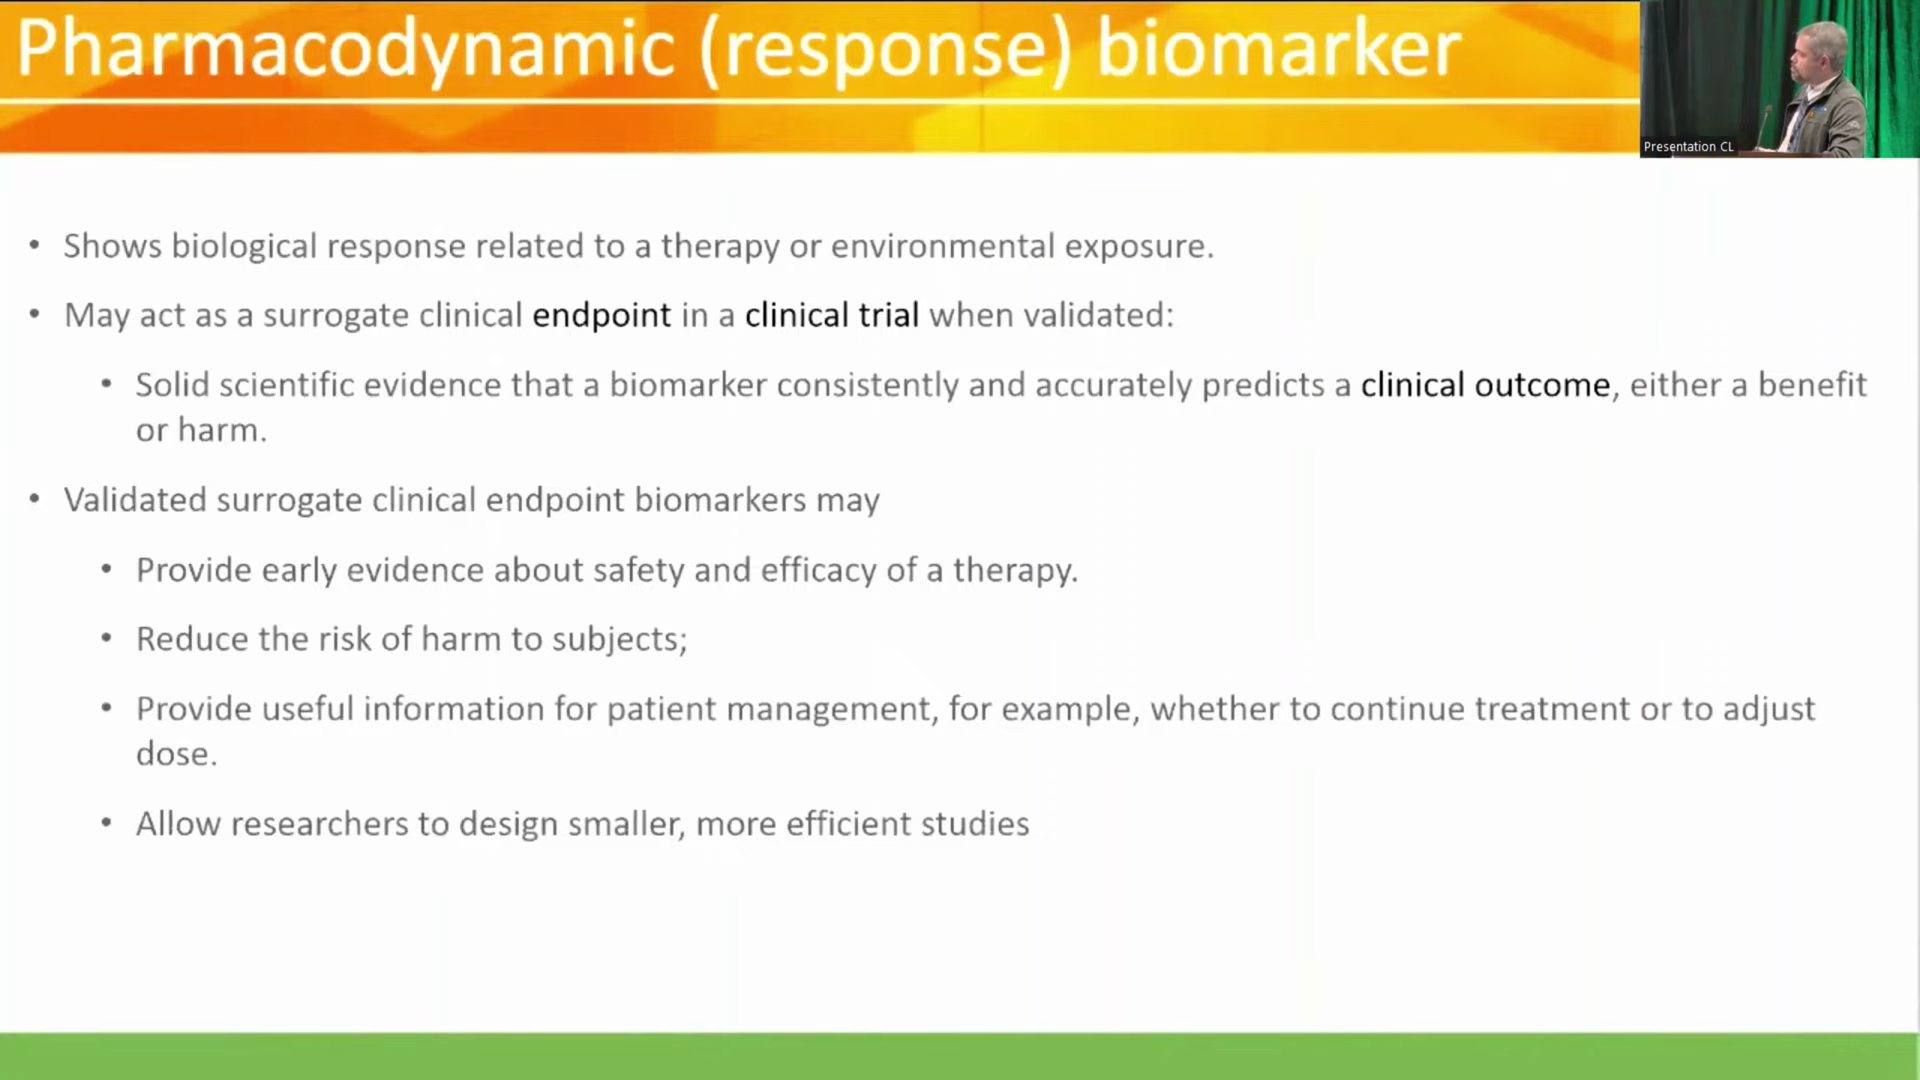 Pharmacodynamic (response) biomarker
Presentation CL
• Shows biological response related to a therapy or environmental exposure.
• May act as a surrogate clinical endpoint in a clinical trial when validated:
• Solid scientific evidence that a biomarker consistently and accurately predicts a clinical outcome, either a benefit
or harm.
• Validated surrogate clinical endpoint biomarkers may
• Provide early evidence about safety and efficacy of a therapy.
• Reduce the risk of harm to subjects;
• Provide useful information for patient management, for example, whether to continue treatment or to adjust
dose.
• Allow researchers to design smaller, more efficient studies